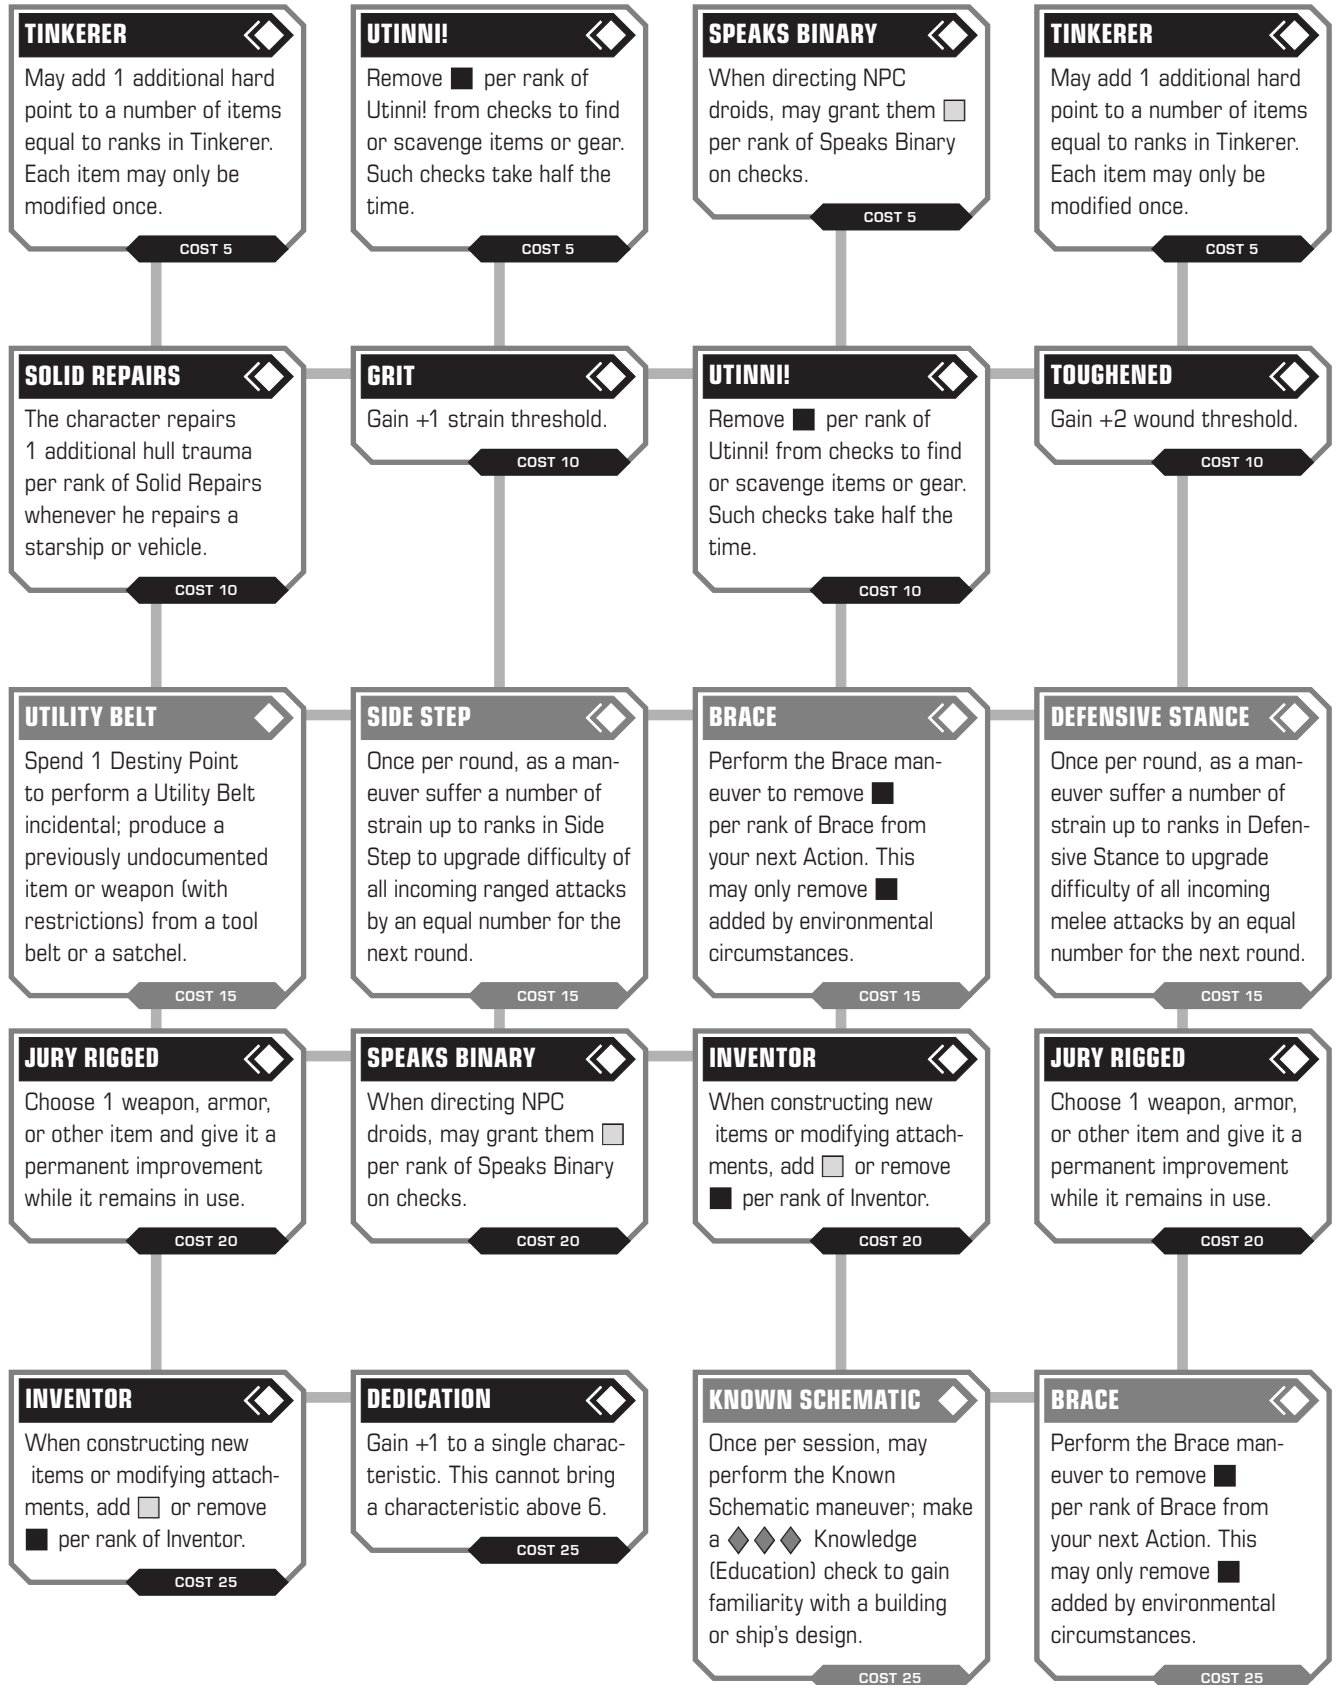 TINKERER
May add 1 additional hard
point to a number of items
equal to ranks in Tinkerer.
Each item may only be
modified once.
COST 5
UTINNI!
Remove per rank of
Utinni! from checks to find
or scavenge items or gear.
Such checks take half the
time.
COST 5
SPEAKS BINARY
When directing NPC
droids, may grant them
per rank of Speaks Binary
on checks.
COST 5
TINKERER
May add 1 additional hard
point to a number of items
equal to ranks in Tinkerer.
Each item may only be
modified once.
COST 5
SOLID REPAIRS
The character repairs
1 additional hull trauma
per rank of Solid Repairs
whenever he repairs a
starship or vehicle.
COST 10
GRIT
Gain +1 strain threshold.
COST 10
UTINNI!
Remove per rank of
Utinni! from checks to find
or scavenge items or gear.
Such checks take half the
time.
COST 10
TOUGHENED
Gain +2 wound threshold.
COST 10
UTILITY BELT
Spend 1 Destiny Point
to perform a Utility Belt
incidental; produce a
previously undocumented
item or weapon (with
restrictions) from a tool
belt or a satchel.
COST 15
SIDE STEP
Once per round, as a man-
euver suffer a number of
strain up to ranks in Side
Step to upgrade difficulty of
all incoming ranged attacks
by an equal number for the
next round.
COST 15
BRACE
Perform the Brace man-
euver to remove
per rank of Brace from
your next Action. This
may only remove
added by environmental
circumstances.
COST 15
DEFENSIVE STANCE
Once per round, as a man-
euver suffer a number of
strain up to ranks in Defen-
sive Stance to upgrade
difficulty of all incoming
melee attacks by an equal
number for the next round.
COST 15
JURY RIGGED
Choose 1 weapon, armor,
or other item and give it a
permanent improvement
while it remains in use.
COST 20
SPEAKS BINARY
When directing NPC
droids, may grant them
per rank of Speaks Binary
on checks.
COST 20
INVENTOR
When constructing new
items or modifying attach-
ments, add or remove
per rank of Inventor.
COST 20
JURY RIGGED
Choose 1 weapon, armor,
or other item and give it a
permanent improvement
while it remains in use.
COST 20
INVENTOR
When constructing new
items or modifying attach-
ments, add or remove
per rank of Inventor.
COST 25
DEDICATION
Gain +1 to a single charac-
teristic. This cannot bring
a characteristic above 6.
COST 25
KNOWN SCHEMATIC
Once per session, may
perform the Known
Schematic maneuver; make
a Knowledge
(Education) check to gain
familiarity with a building
or ship's design.
COST 25
BRACE
Perform the Brace man-
euver to remove
per rank of Brace from
your next Action. This
may only remove
added by environmental
circumstances.
COST 25